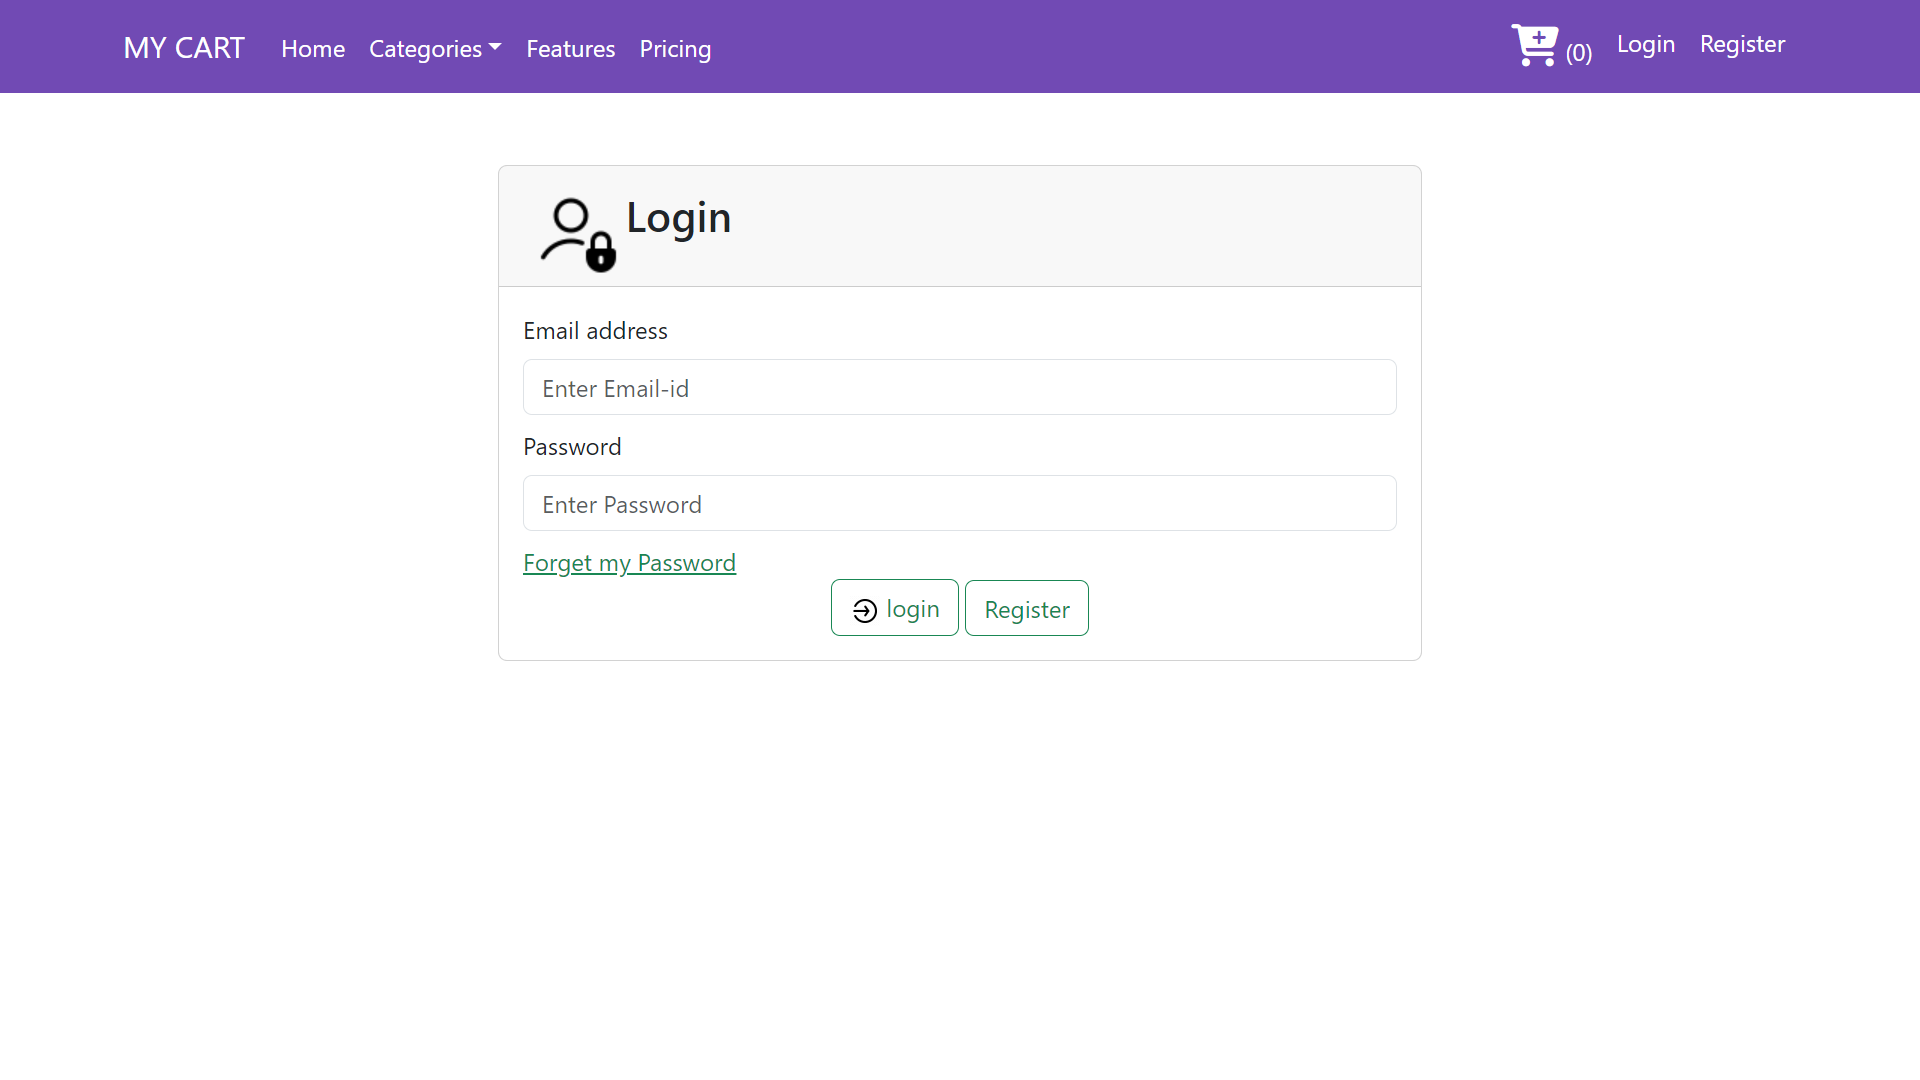 MY CART Home Categories Features Pricing (0) Login Register
Login
Email address
Enter Email-id
Password
Enter Password
Forget my Password
login Register